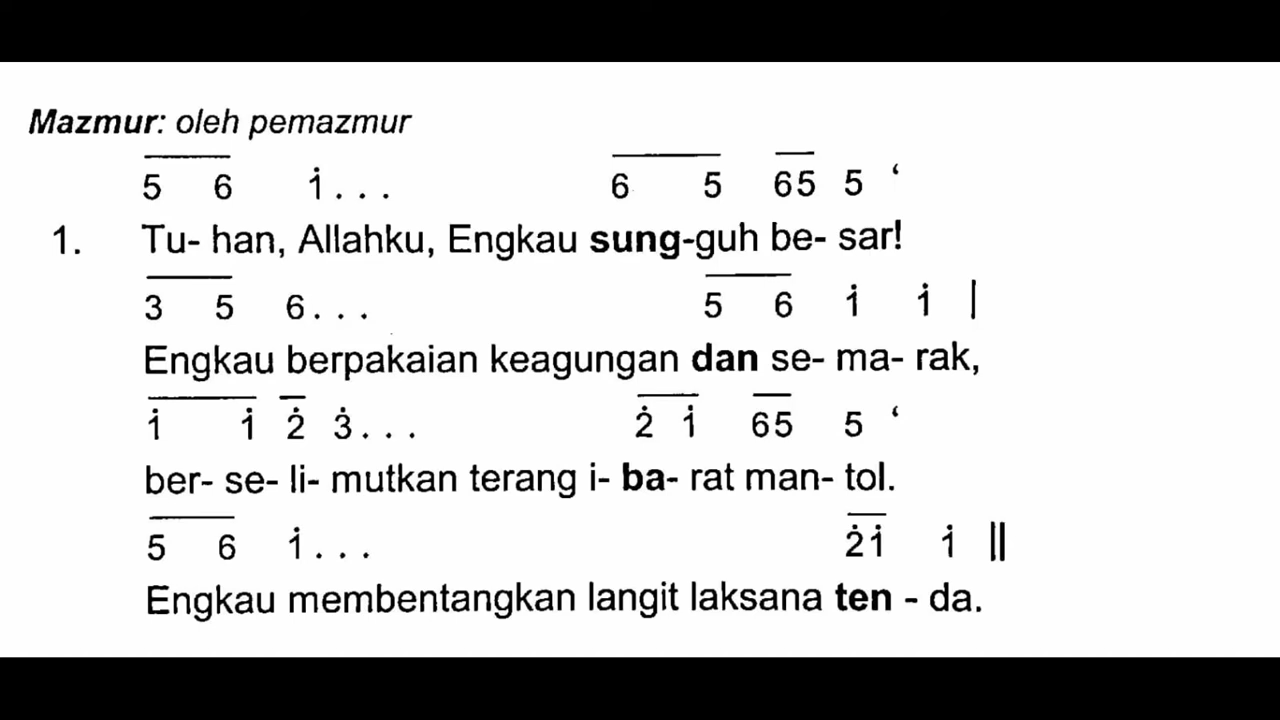 Mazmur: oleh pemazmur
5 6 i̇ . . . 6 5 65 5 ‘
1. Tu- han, Allahku, Engkau sung-guh be- sar!
3 5 6 . . . 5 6 1̇ 1̇ |
Engkau berpakaian keagungan dan se- ma- rak,
1̇ 1̇ 2̇ 3̇ . . . 2̇ 1̇ 65 5 ‘
ber- se- li- mutkan terang i- ba- rat man- tol.
5 6 1̇ . . . 2̇1̇ 1̇ ||
Engkau membentangkan langit laksana ten - da.